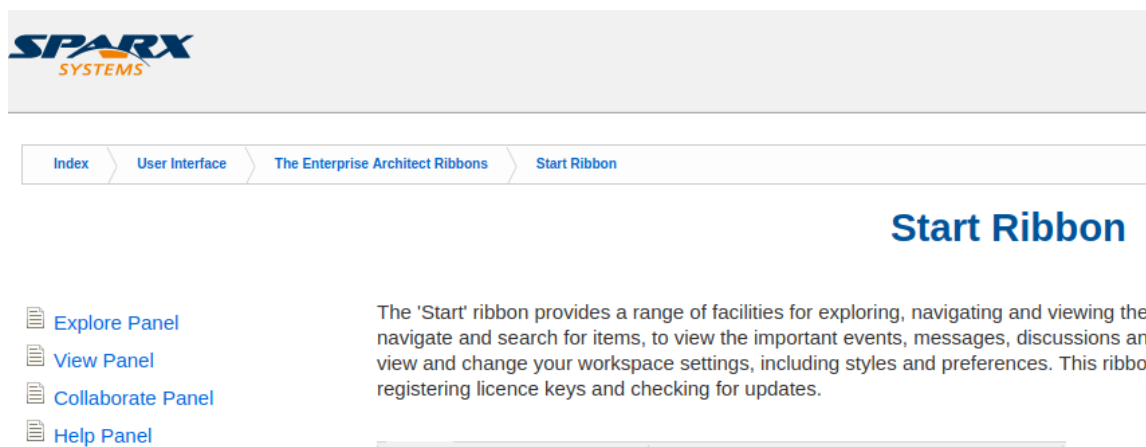 SPARX
SYSTEMS
Index User Interface The Enterprise Architect Ribbons Start Ribbon
Start Ribbon
Explore Panel
View Panel
Collaborate Panel
Help Panel
The 'Start' ribbon provides a range of facilities for exploring, navigating and viewing the
navigate and search for items, to view the important events, messages, discussions an
view and change your workspace settings, including styles and preferences. This ribbo
registering licence keys and checking for updates.